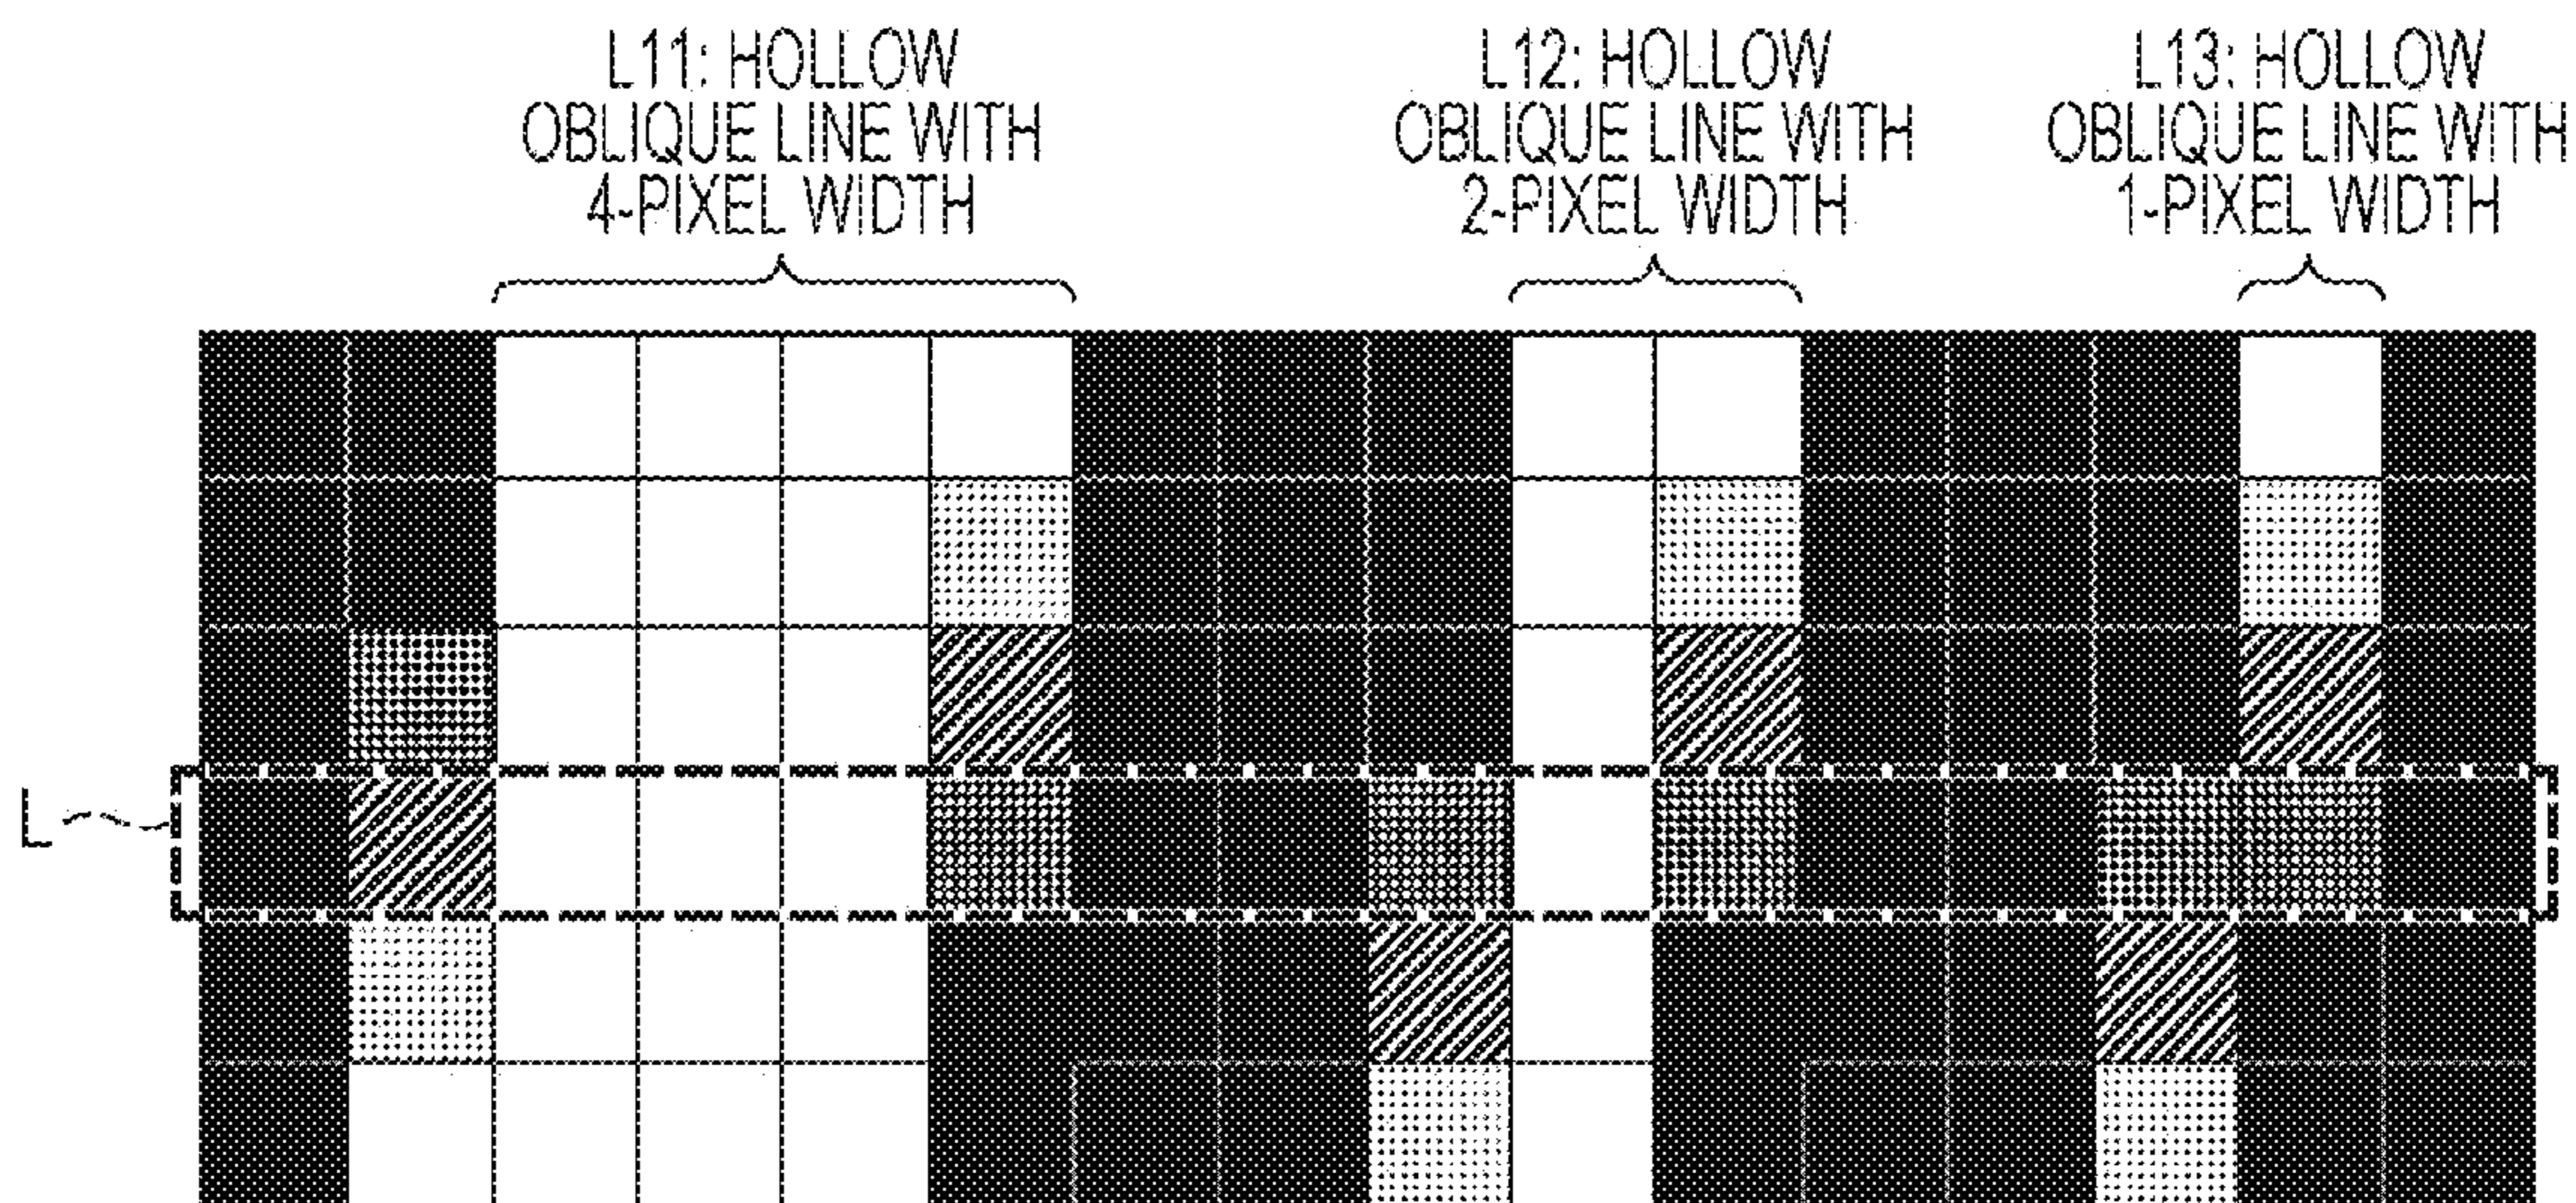 L11: HOLLOW
OBLIQUE LINE WITH
4-PIXEL WIDTH
L12: HOLLOW
OBLIQUE LINE WITH
2-PIXEL WIDTH
L13: HOLLOW
OBLIQUE LINE WITH
1-PIXEL WIDTH
L